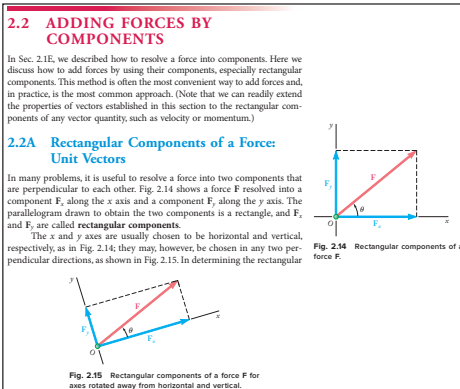 2.2 ADDING FORCES BY
COMPONENTS
In Sec. 2.1E, we described how to resolve a force into components. Here we
discuss how to add forces by using their components, especially rectangular
components. This method is often the most convenient way to add forces and,
in practice, is the most common approach. (Note that we can readily extend
the properties of vectors established in this section to the rectangular com-
ponents of any vector quantity, such as velocity or momentum.)
2.2A Rectangular Components of a Force:
Unit Vectors
In many problems, it is useful to resolve a force into two components that
are perpendicular to each other. Fig. 2.14 shows a force F resolved into a
component Fx along the x axis and a component Fy along the y axis. The
parallelogram drawn to obtain the two components is a rectangle, and Fx
and Fy are called rectangular components.
The x and y axes are usually chosen to be horizontal and vertical,
respectively, as in Fig. 2.14; they may, however, be chosen in any two per-
pendicular directions, as shown in Fig. 2.15. In determining the rectangular
y
F
Fy
θ
O
Fx
x
Fig. 2.14 Rectangular components of a
force F.
y
F
x
Fy
θ
Fx
O
Fig. 2.15 Rectangular components of a force F for
axes rotated away from horizontal and vertical.